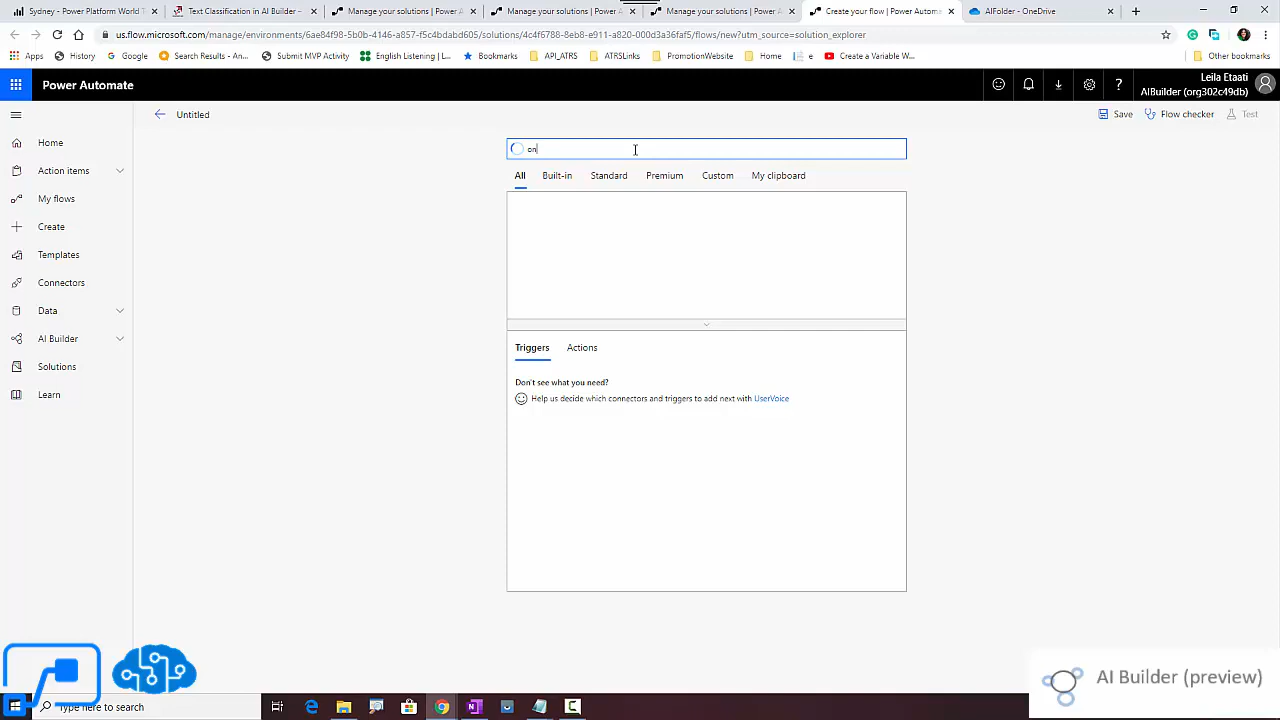 Sydney - Power Platform World T
Text Classification in AI Builder -
Manage your solutions | Power A
Manage your solutions | Power A
Manage your solutions | Power A
Create your flow | Power Autom
AIFolder - OneDrive
us.flow.microsoft.com/manage/environments/6ae84f98-5b0b-4146-a857-f5c4bdabd605/solutions/4c4f6788-8eb8-e911-a820-000d3a36faf5/flows/new?utm_source=solution_explorer
Apps
History
Google
Search Results - An...
Submit MVP Activity
English Listening | L...
Bookmarks
API_ATRS
ATRSLinks
PromotionWebsite
Home
e
Create a Variable W...
Other bookmarks
Power Automate
Leila Etaati
AIBuilder (org302c49db)
Untitled
Save
Flow checker
Test
Home
Action items
My flows
Create
Templates
Connectors
Data
AI Builder
Solutions
Learn
on
All
Built-in
Standard
Premium
Custom
My clipboard
Triggers
Actions
Don't see what you need?
Help us decide which connectors and triggers to add next with UserVoice
AI Builder (preview)
Type here to search